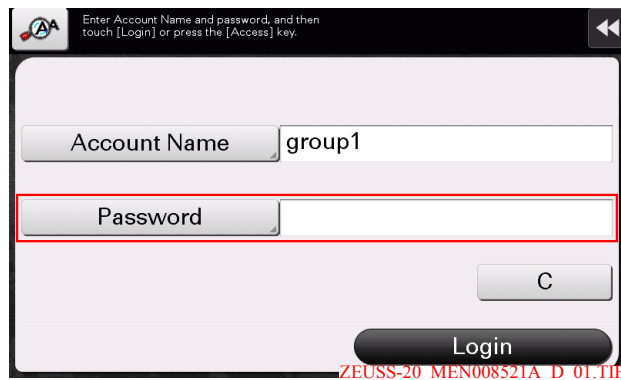 Enter Account Name and password, and then
touch [Login] or press the [Access] key.
Account Name group1
Password
C
Login
ZEUSS-20_MEN008521A_D_01.TIF